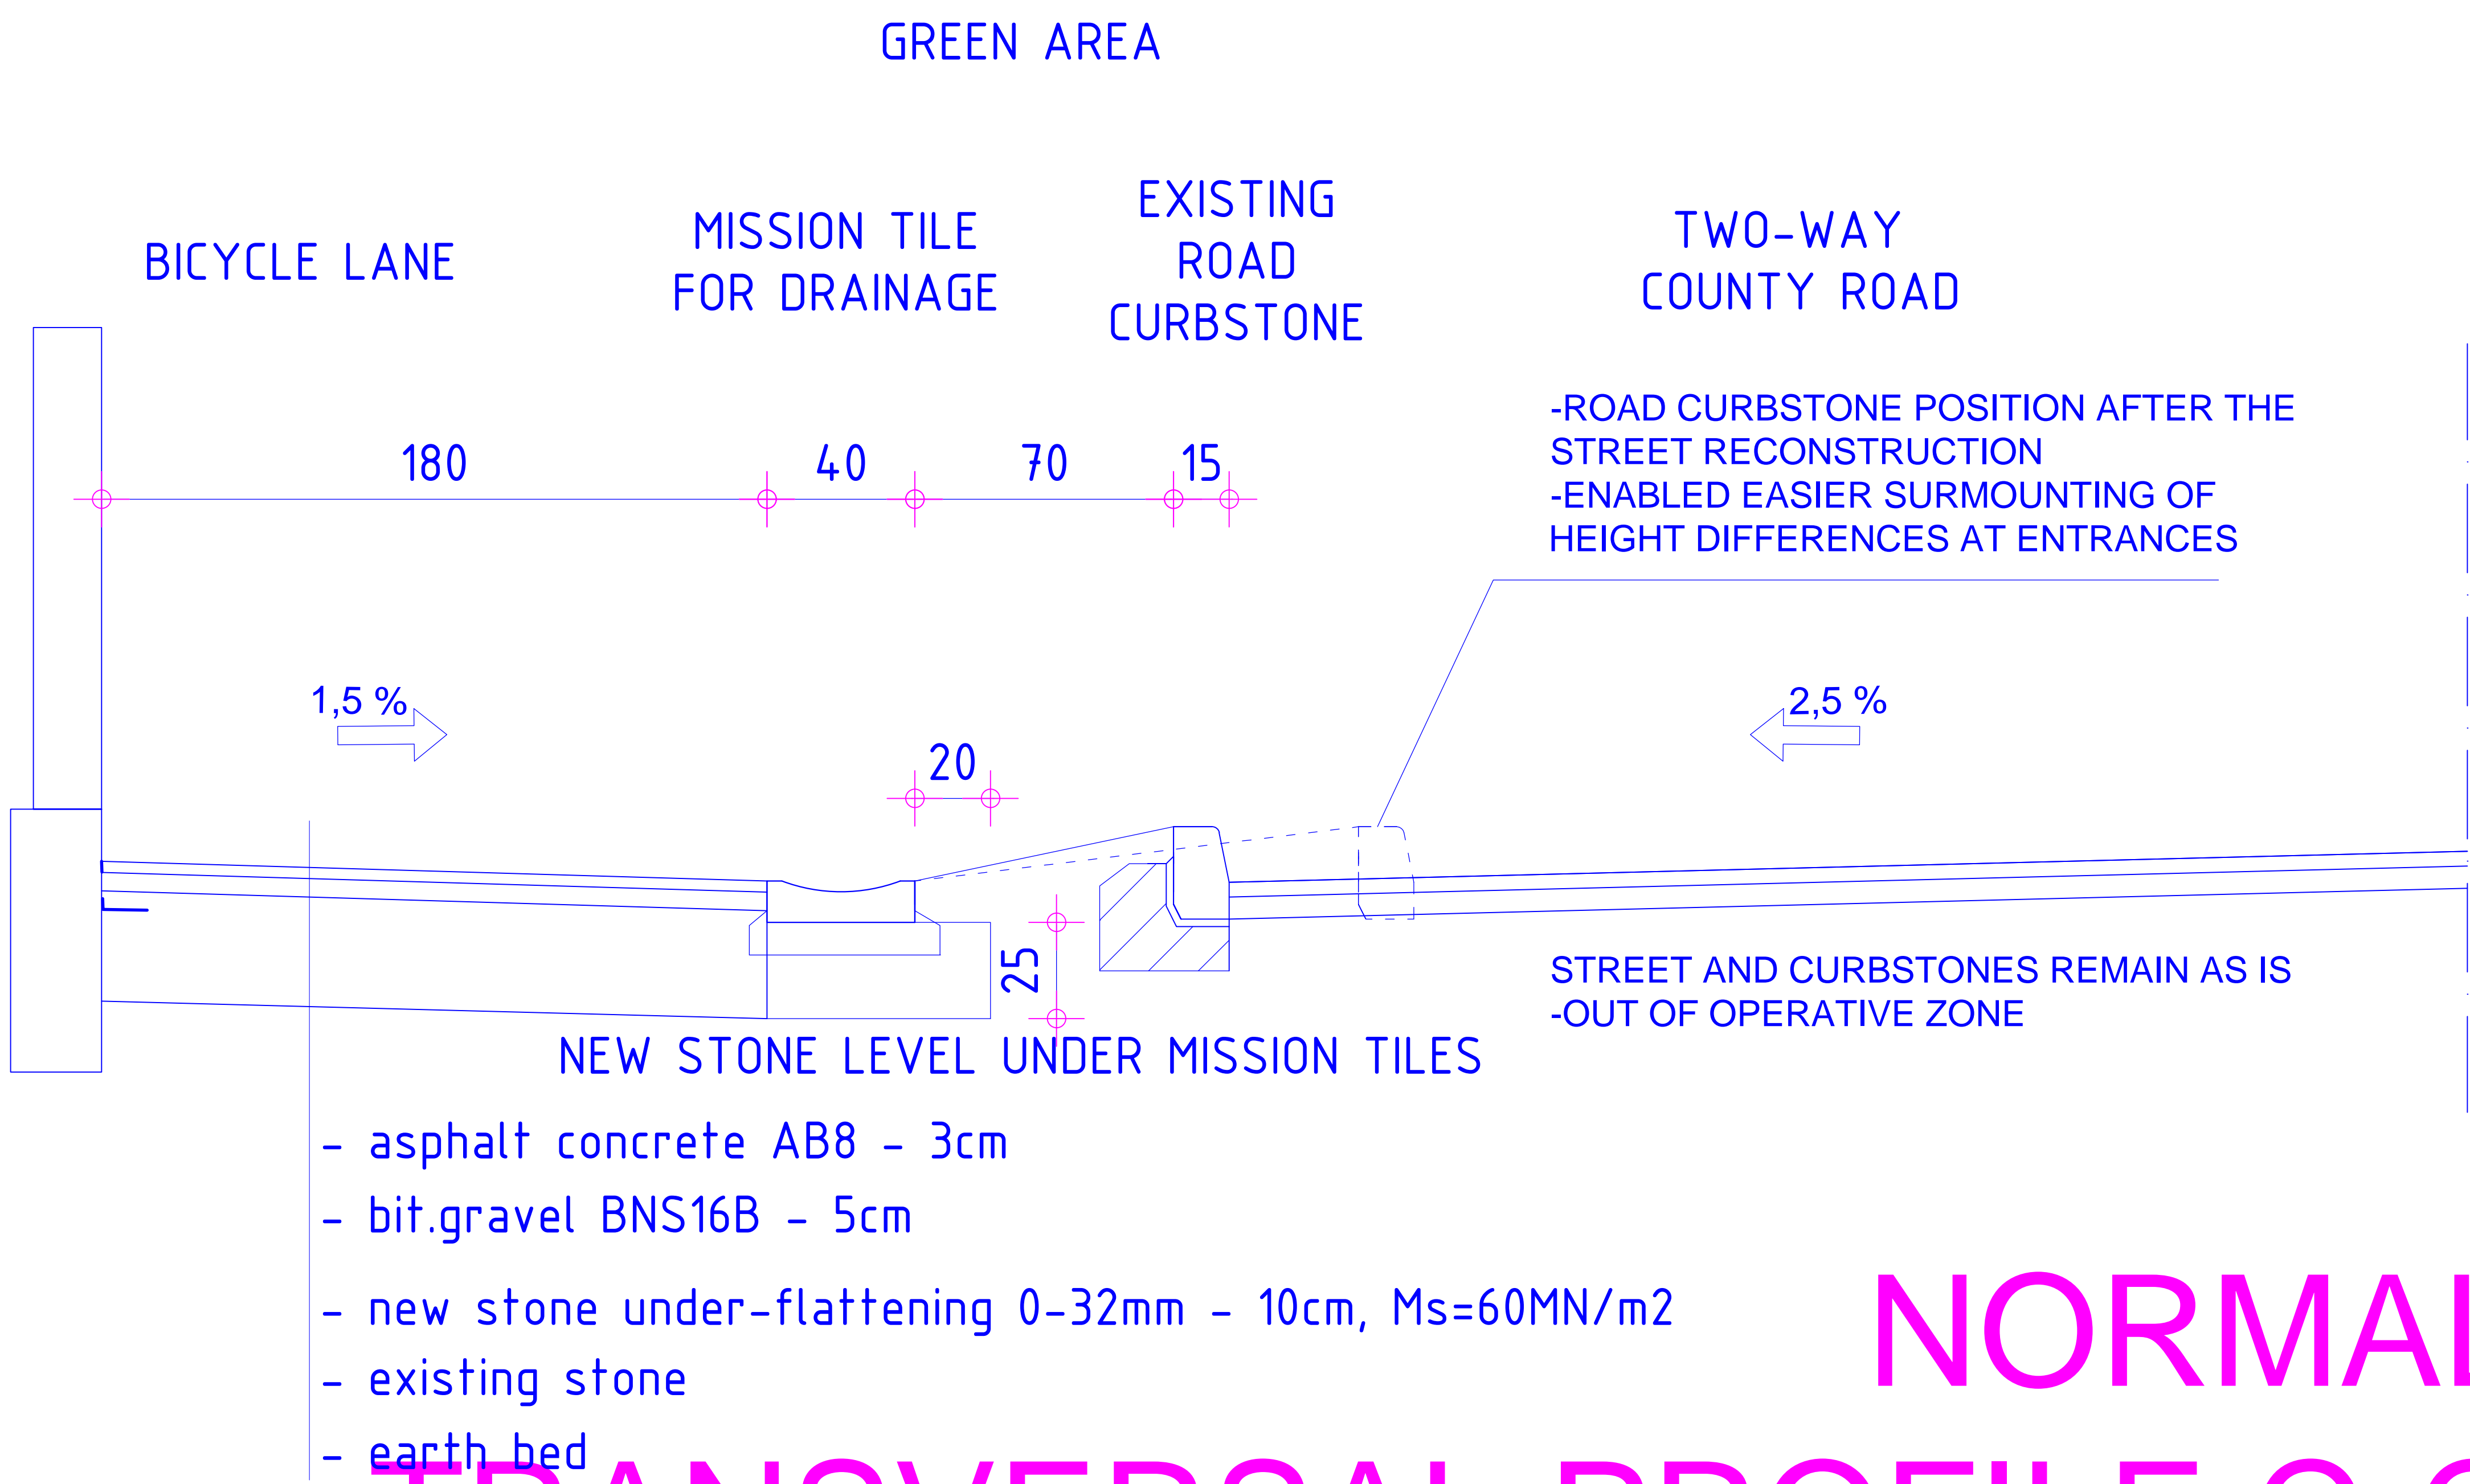 GREEN AREA
BICYCLE LANE
MISSION TILE
FOR DRAINAGE
EXISTING
ROAD
CURBSTONE
TWO-WAY
COUNTY ROAD
180
40
70
15
-ROAD CURBSTONE POSITION AFTER THE
STREET RECONSTRUCTION
-ENABLED EASIER SURMOUNTING OF
HEIGHT DIFFERENCES AT ENTRANCES
1,5 %
2,5 %
20
25
STREET AND CURBSTONES REMAIN AS IS
-OUT OF OPERATIVE ZONE
NEW STONE LEVEL UNDER MISSION TILES
- asphalt concrete AB8 - 3cm
- bit.gravel BNS16B - 5cm
- new stone under-flattening 0-32mm - 10cm, Ms=60MN/m2
- existing stone
- earth bed
NORMAL
TRANSVERSAL PROFILE